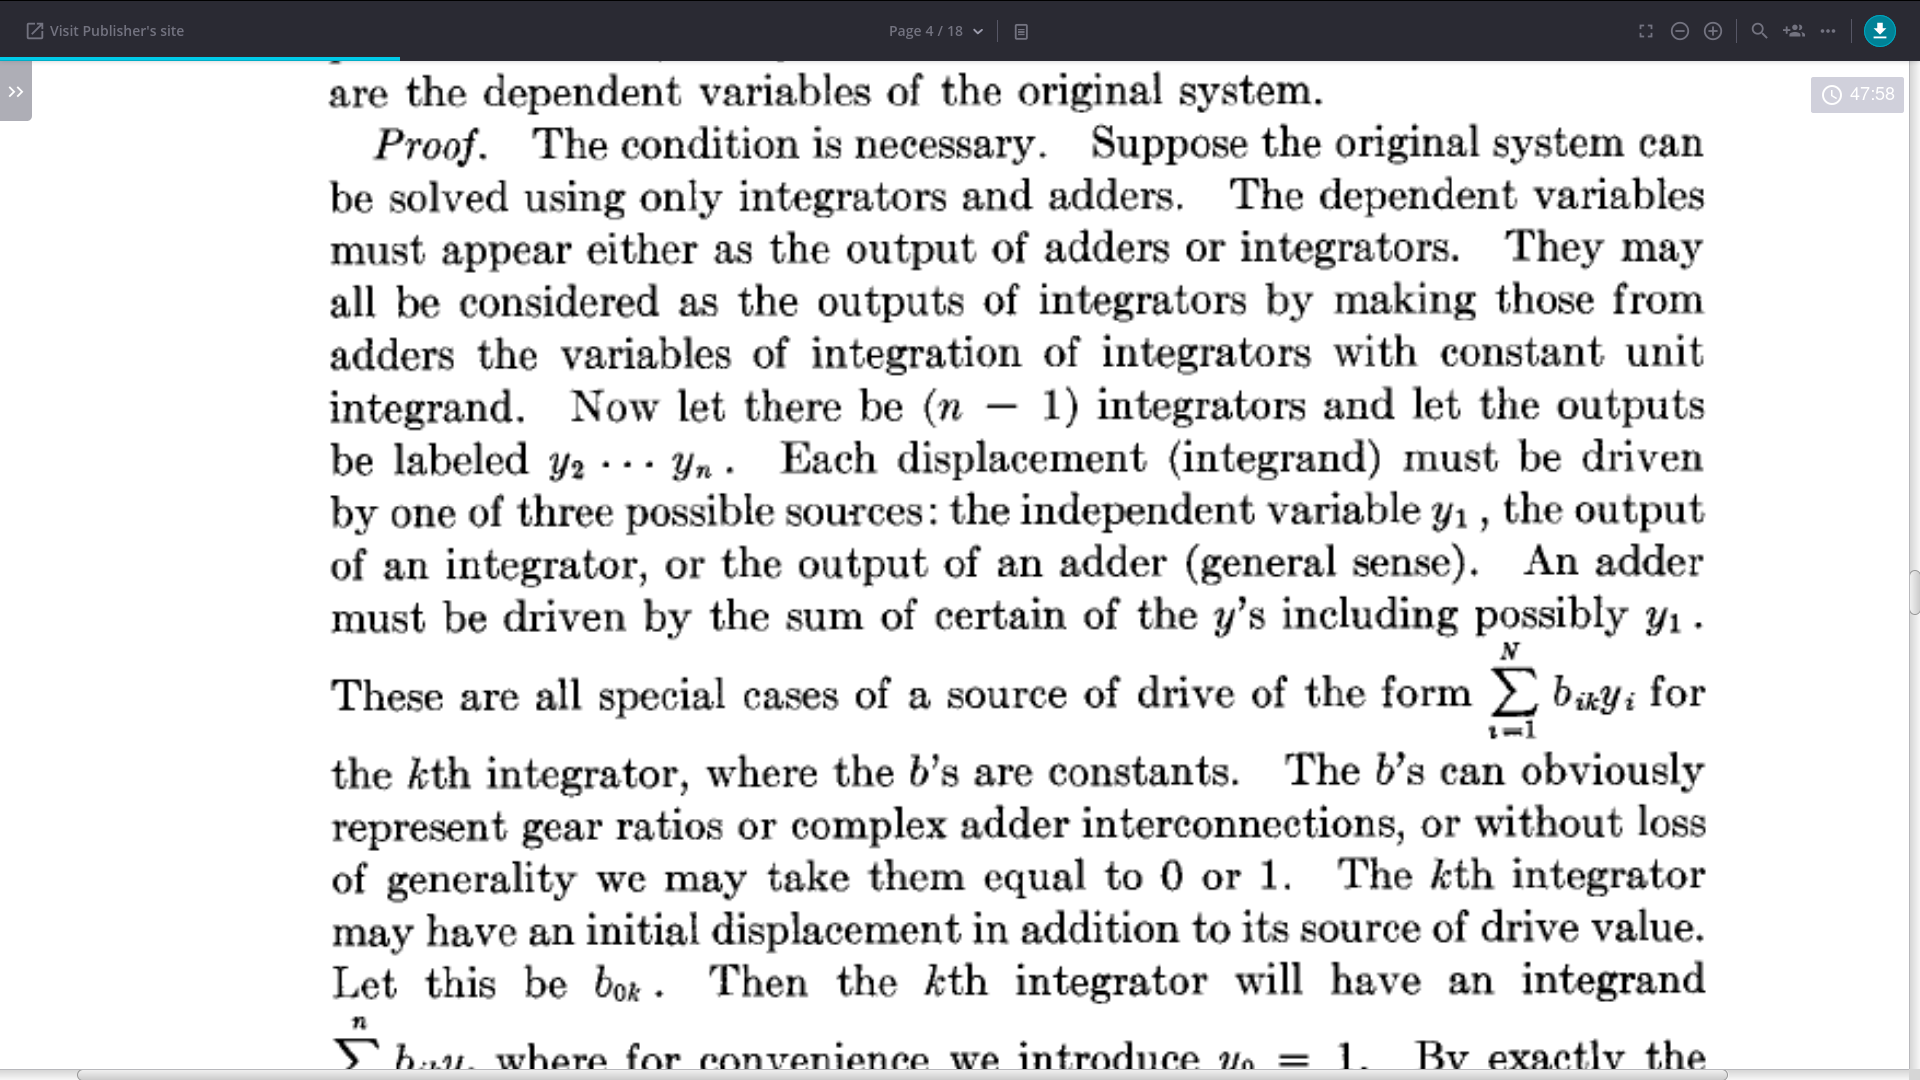 Visit Publisher's site
Page 4 / 18
47:58
are the dependent variables of the original system.
Proof. The condition is necessary. Suppose the original system can
be solved using only integrators and adders. The dependent variables
must appear either as the output of adders or integrators. They may
all be considered as the outputs of integrators by making those from
adders the variables of integration of integrators with constant unit
integrand. Now let there be (n − 1) integrators and let the outputs
be labeled y₂ · · · yₙ. Each displacement (integrand) must be driven
by one of three possible sources: the independent variable y₁, the output
of an integrator, or the output of an adder (general sense). An adder
must be driven by the sum of certain of the y's including possibly y₁.
These are all special cases of a source of drive of the form \sum_{i=1}^{N} b_{ik}y_i for
the kth integrator, where the b's are constants. The b's can obviously
represent gear ratios or complex adder interconnections, or without loss
of generality we may take them equal to 0 or 1. The kth integrator
may have an initial displacement in addition to its source of drive value.
Let this be b_{0k}. Then the kth integrator will have an integrand
where for convenience we introduce y₀ = 1. By exactly the